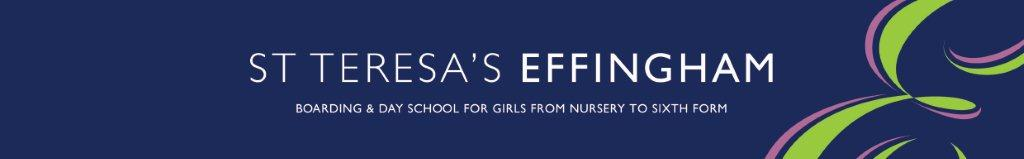 ST TERESA'S EFFINGHAM
BOARDING & DAY SCHOOL FOR GIRLS FROM NURSERY TO SIXTH FORM